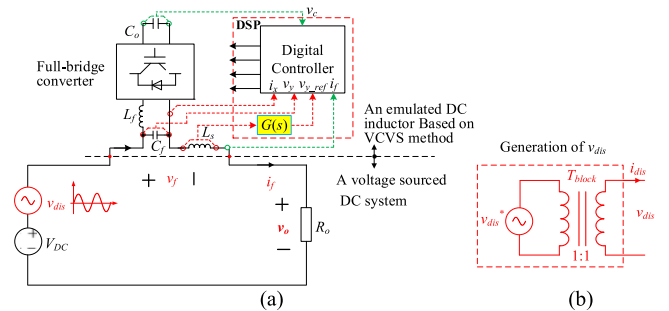 v_c
C_o
DSP
Full-bridge
converter
Digital
Controller
i_x v_y v_y_ref i_f
L_f
C_f
L_s
G(s)
An emulated DC
inductor Based on
VCVS method
v_f
i_f
A voltage sourced
DC system
+ −
v_dis
V_DC
+
−
+
v_o
−
R_o
(a)
Generation of v_dis
T_block
i_dis
v_dis*
v_dis
1:1
(b)